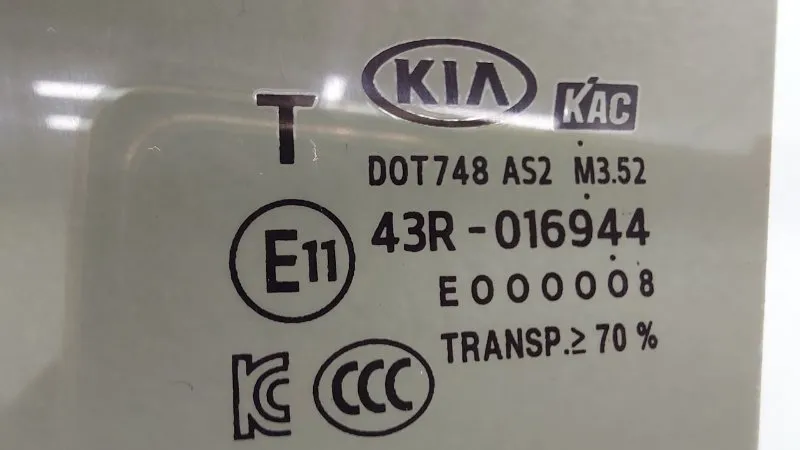 KIA KAC
T
DOT748 AS2 M3.52
E11 43R-016944
E000008
TRANSP.≥70%
KC CCC